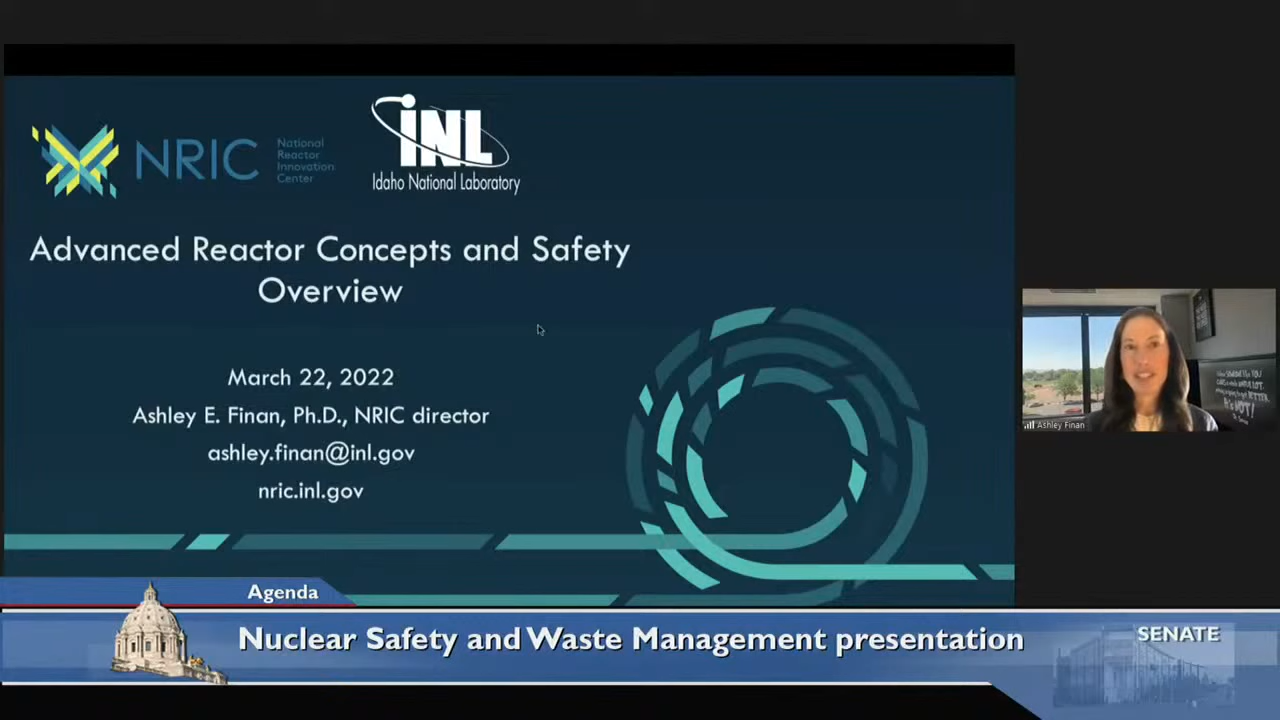 NRIC
National
Reactor
Innovation
Center
INL
Idaho National Laboratory
Advanced Reactor Concepts and Safety
Overview
March 22, 2022
Ashley E. Finan, Ph.D., NRIC director
ashley.finan@inl.gov
nric.inl.gov
Ashley Finan
It's NOT!
Agenda
Nuclear Safety and Waste Management presentation
SENATE